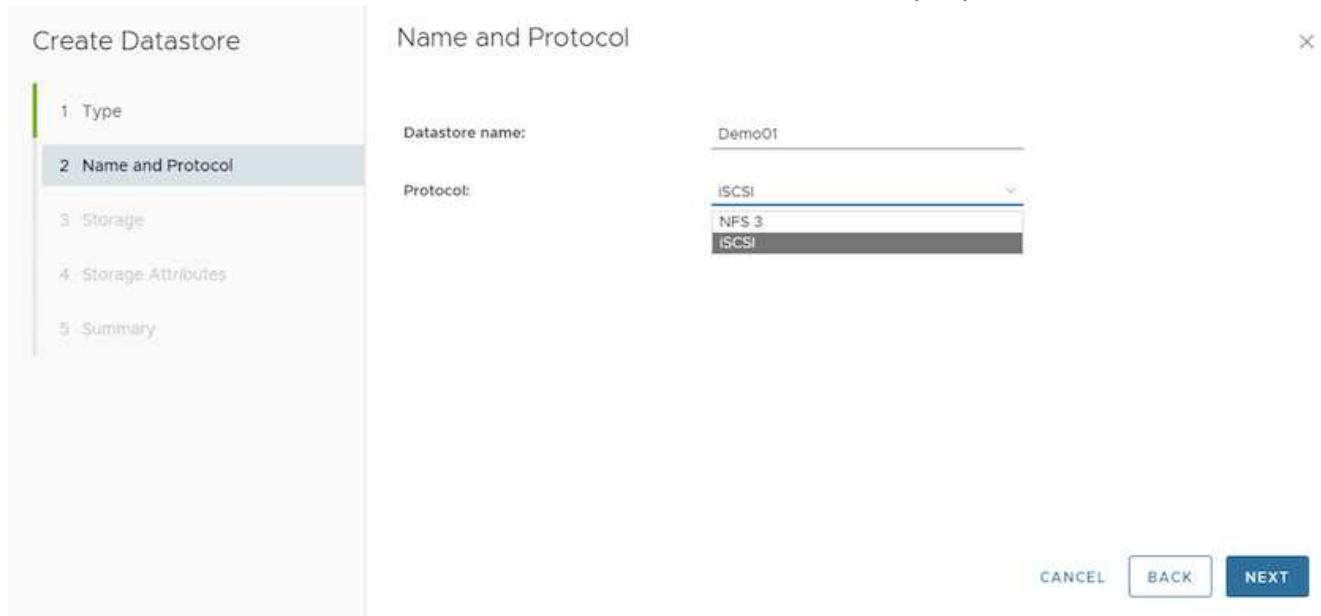 Create Datastore
1 Type
2 Name and Protocol
3 Storage
4 Storage Attributes
5 Summary
Name and Protocol
Datastore name:
Demo01
Protocol:
iSCSI
NFS 3
iSCSI
CANCEL
BACK
NEXT